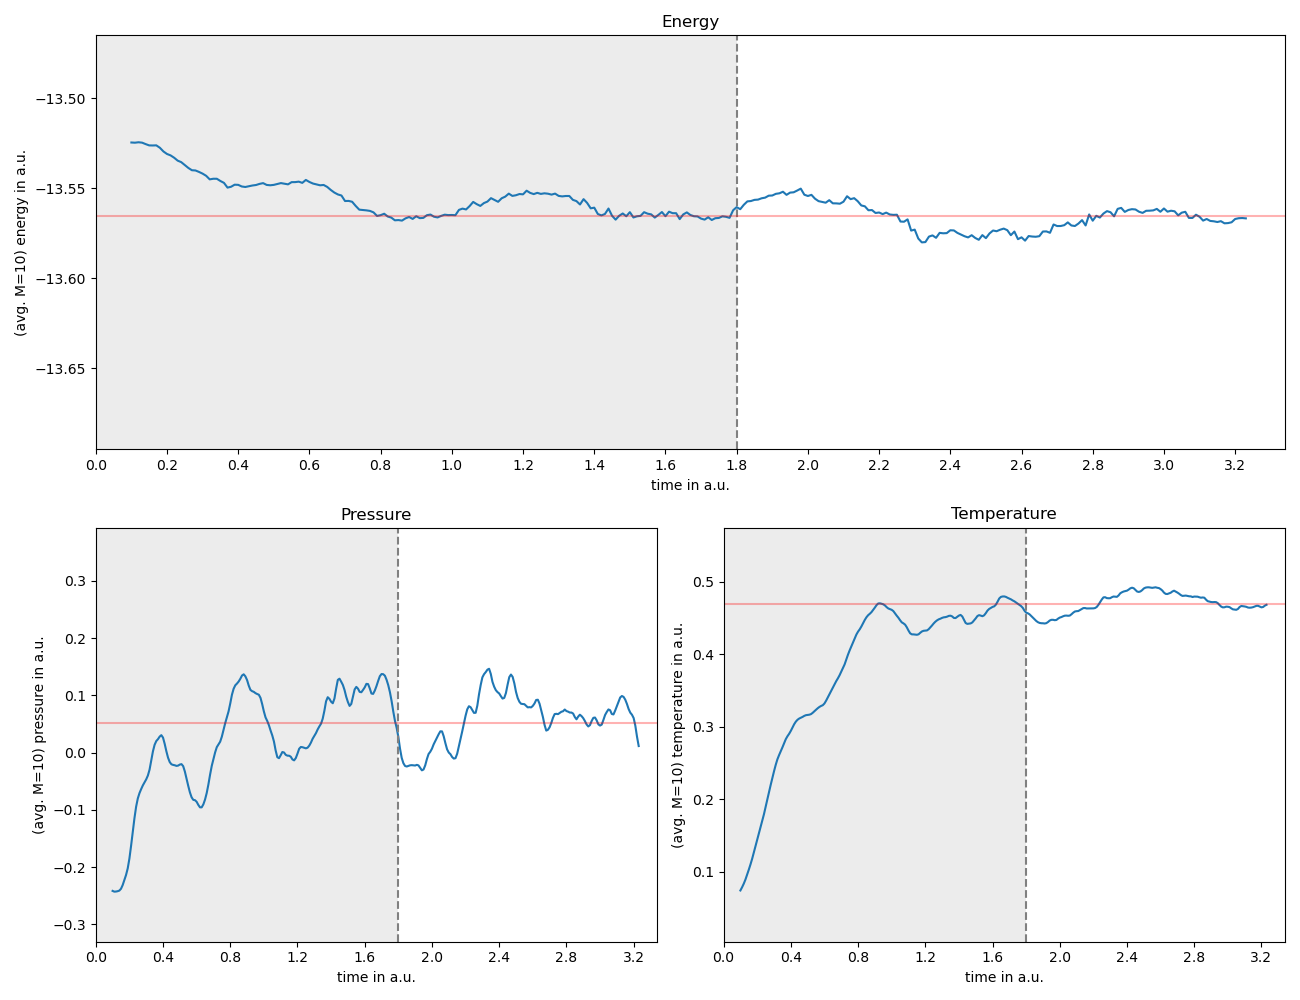 Energy
(avg. M=10) energy in a.u.
−13.50
−13.55
−13.60
−13.65
0.0 0.2 0.4 0.6 0.8 1.0 1.2 1.4 1.6 1.8 2.0 2.2 2.4 2.6 2.8 3.0 3.2
time in a.u.
Pressure
(avg. M=10) pressure in a.u.
0.3
0.2
0.1
0.0
−0.1
−0.2
−0.3
0.0 0.4 0.8 1.2 1.6 2.0 2.4 2.8 3.2
time in a.u.
Temperature
(avg. M=10) temperature in a.u.
0.5
0.4
0.3
0.2
0.1
0.0 0.4 0.8 1.2 1.6 2.0 2.4 2.8 3.2
time in a.u.